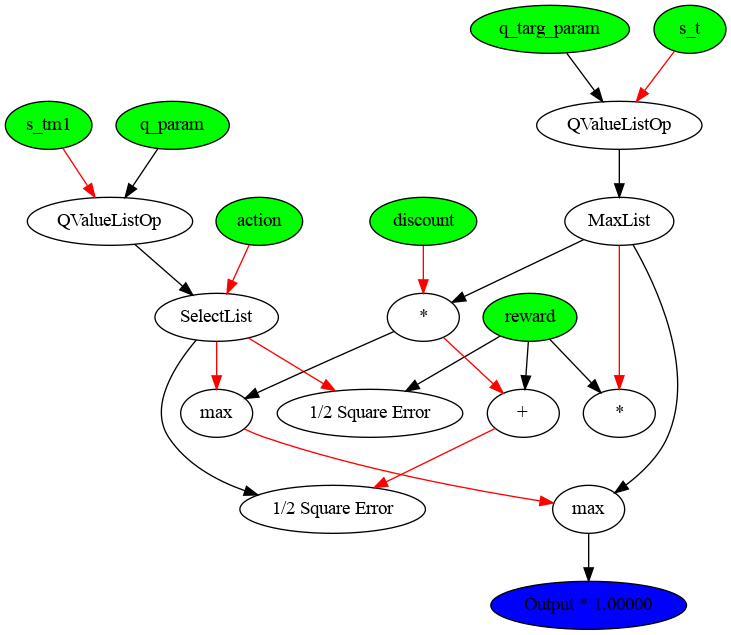 q_targ_param
s_t
s_tm1
q_param
QValueListOp
QValueListOp
action
discount
MaxList
SelectList
*
reward
max
1/2 Square Error
+
*
1/2 Square Error
max
Output * 1.00000